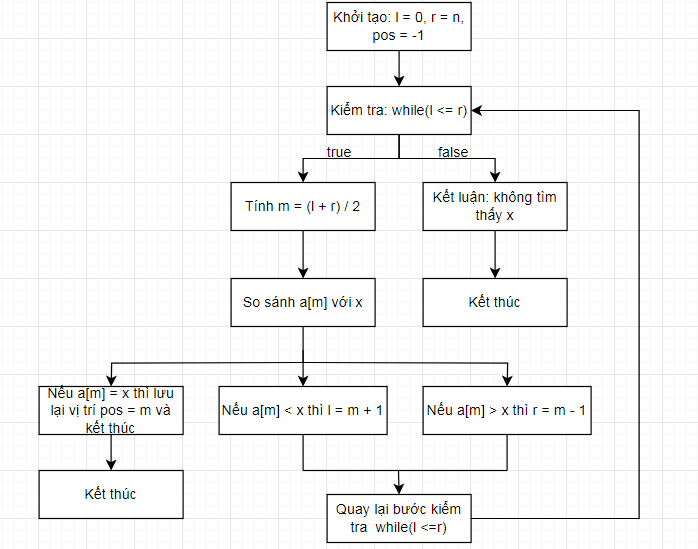 Khởi tạo: l = 0, r = n,
pos = -1
Kiểm tra: while(l <= r)
true
false
Tính m = (l + r) / 2
Kết luận: không tìm
thấy x
So sánh a[m] với x
Kết thúc
Nếu a[m] = x thì lưu
lại vị trí pos = m và
kết thúc
Nếu a[m] < x thì l = m + 1
Nếu a[m] > x thì r = m - 1
Kết thúc
Quay lại bước kiểm
tra  while(l <=r)